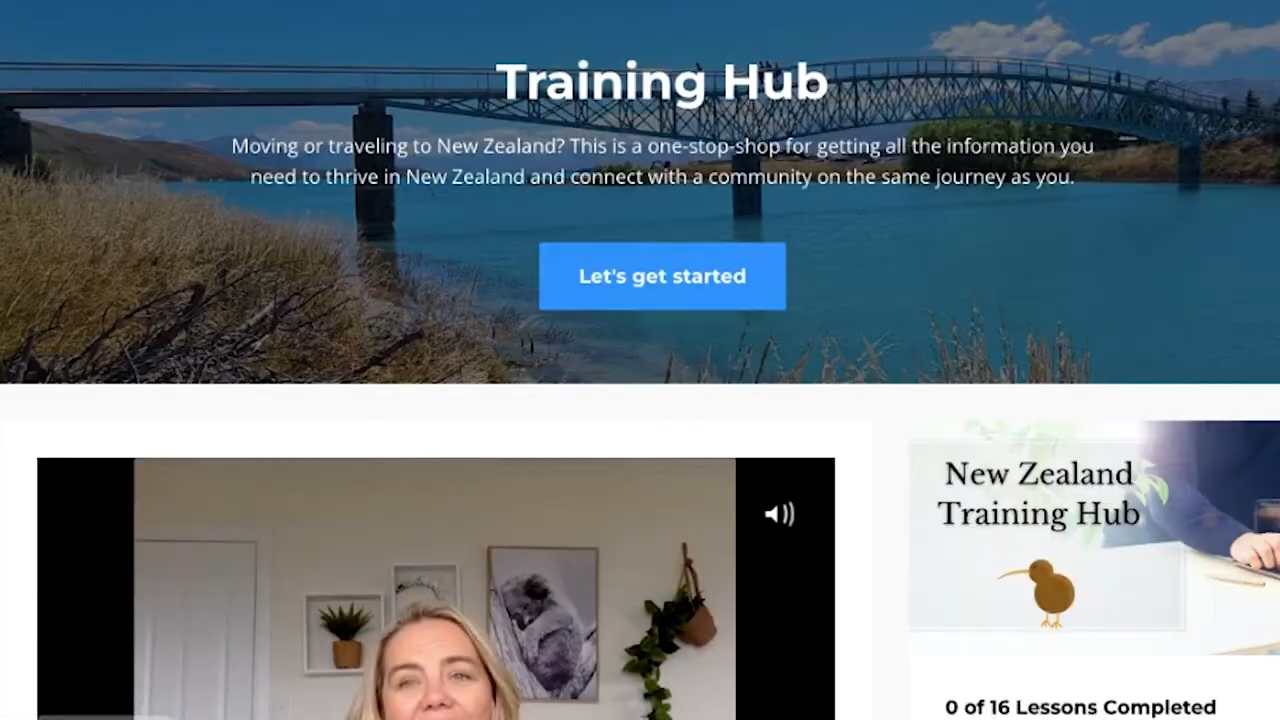 Training Hub
Moving or traveling to New Zealand? This is a one-stop-shop for getting all the information you
need to thrive in New Zealand and connect with a community on the same journey as you.
Let's get started
New Zealand
Training Hub
0 of 16 Lessons Completed